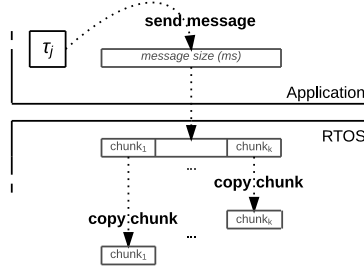 send message
τj
message size (ms)
Application
RTOS
chunk1 chunkk
...
copy chunk
copy chunk
chunkk
...
chunk1